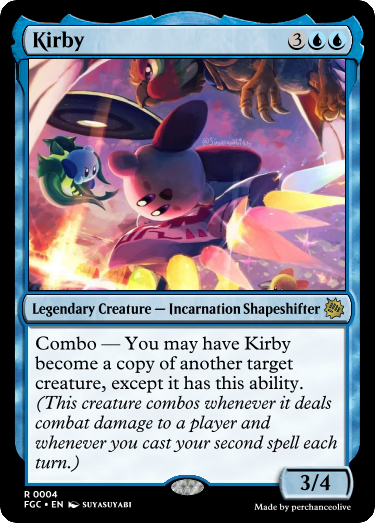 Kirby 3
Legendary Creature — Incarnation Shapeshifter
Combo — You may have Kirby
become a copy of another target
creature, except it has this ability.
(This creature combos whenever it deals
combat damage to a player and
whenever you cast your second spell each
turn.)
3/4
R 0004
FGC • EN SUYASUYABI
Made by perchanceolive